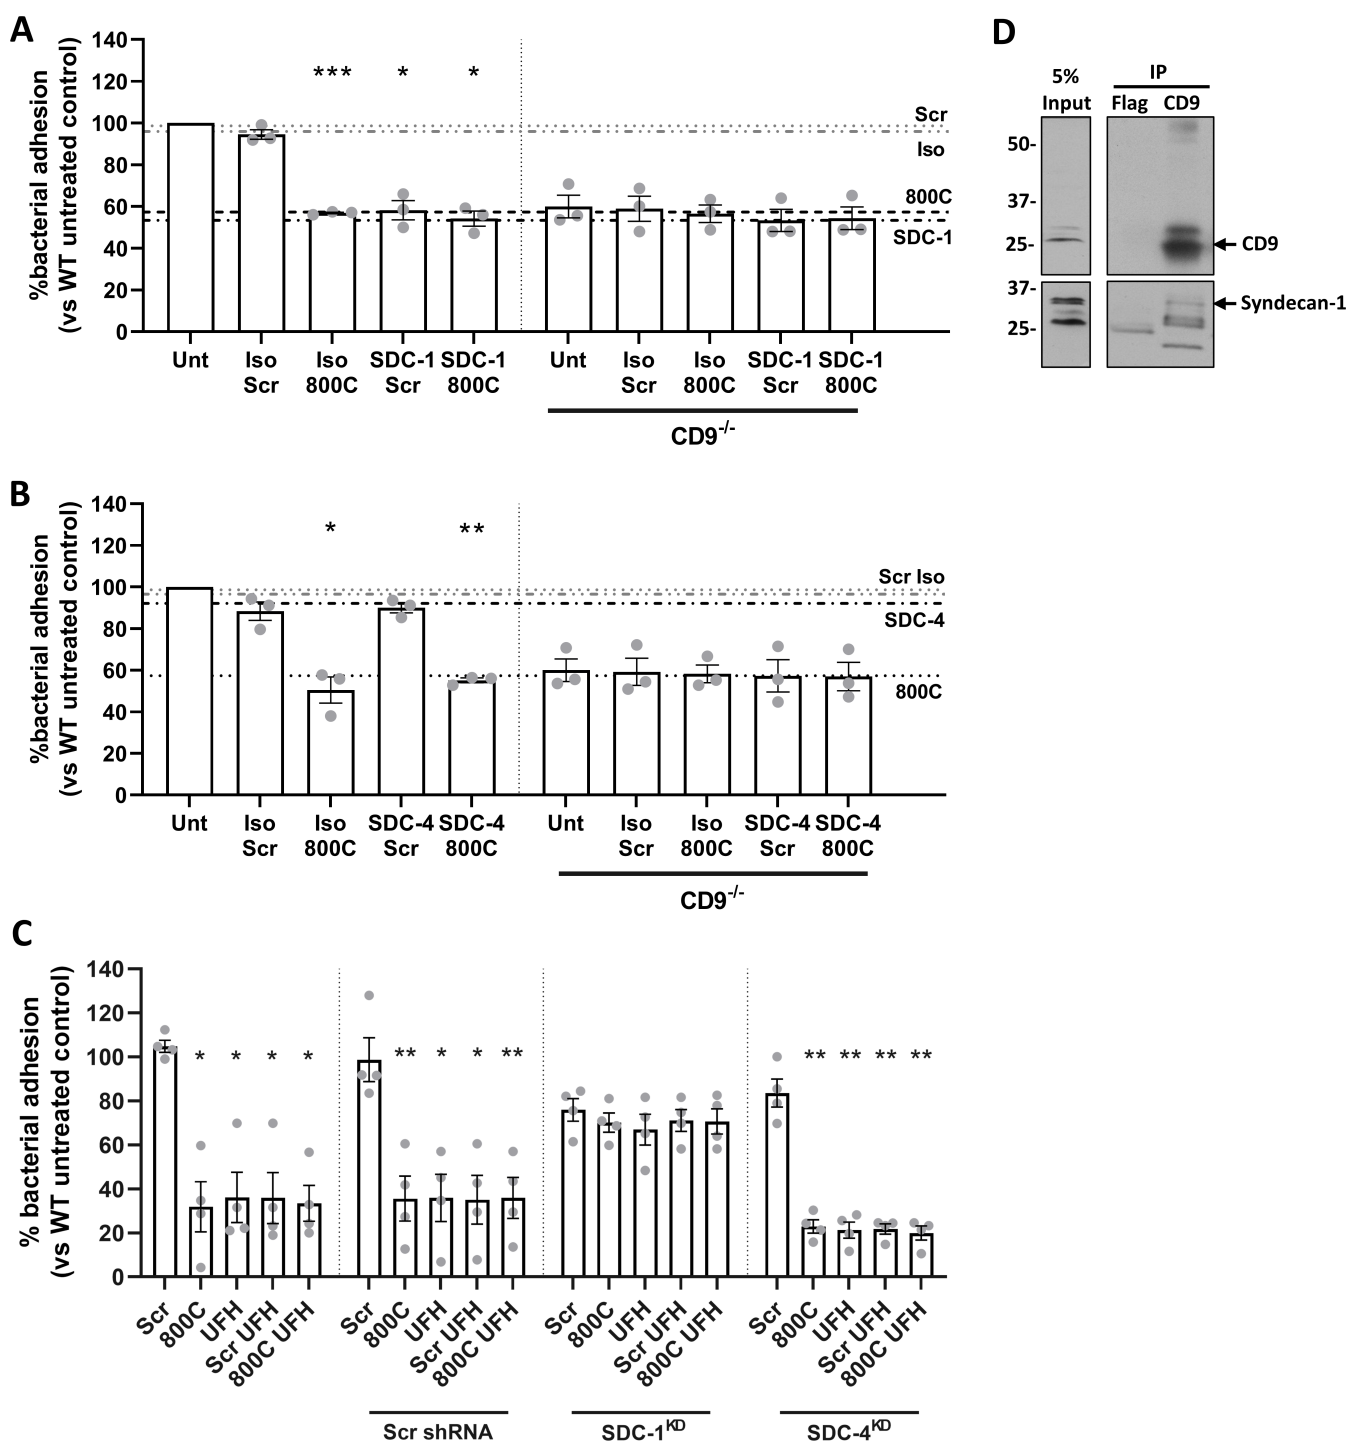 A
%bacterial adhesion
(vs WT untreated control)
140
120
100
80
60
40
20
0
*** * *
Scr
Iso
800C
SDC-1
Unt Iso Iso SDC-1 SDC-1 Unt Iso Iso SDC-1 SDC-1
Scr 800C Scr 800C Scr 800C Scr 800C
CD9-/-
D
5% IP
Input Flag CD9
50-
37-
25- CD9
37-
Syndecan-1
25-
B
%bacterial adhesion
(vs WT untreated control)
140
120
100
80
60
40
20
0
* **
Scr Iso
SDC-4
800C
Unt Iso Iso SDC-4 SDC-4 Unt Iso Iso SDC-4 SDC-4
Scr 800C Scr 800C Scr 800C Scr 800C
CD9-/-
C
% bacterial adhesion
(vs WT untreated control)
140
120
100
80
60
40
20
0
* * * * ** * * ** ** ** ** **
Scr 800C UFH Scr UFH 800C UFH Scr 800C UFH Scr UFH 800C UFH Scr 800C UFH Scr UFH 800C UFH Scr 800C UFH Scr UFH 800C UFH
Scr shRNA SDC-1KD SDC-4KD